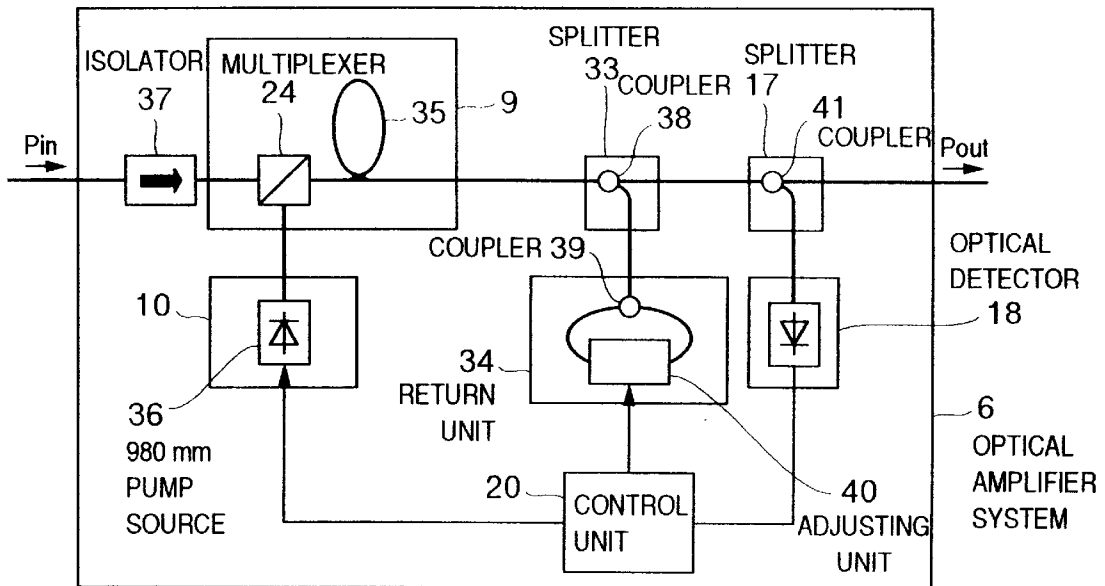 ISOLATOR
37
MULTIPLEXER
24
35
9
SPLITTER
33 COUPLER
38
SPLITTER
17
41
COUPLER
Pin
Pout
COUPLER 39
OPTICAL
DETECTOR
18
10
34
RETURN
UNIT
36
980 mm
PUMP
SOURCE
20
CONTROL
UNIT
40
ADJUSTING
UNIT
6
OPTICAL
AMPLIFIER
SYSTEM